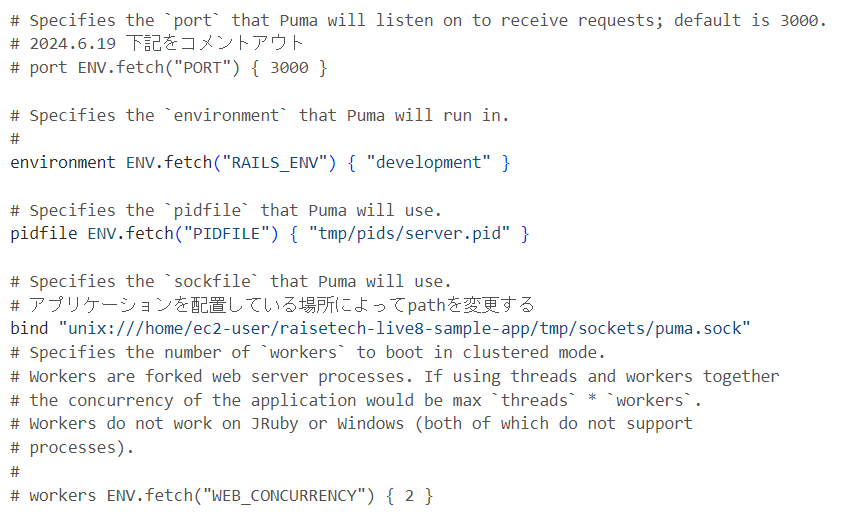 # Specifies the `port` that Puma will listen on to receive requests; default is 3000.
# 2024.6.19 下記をコメントアウト
# port ENV.fetch("PORT") { 3000 }
# Specifies the `environment` that Puma will run in.
#
environment ENV.fetch("RAILS_ENV") { "development" }
# Specifies the `pidfile` that Puma will use.
pidfile ENV.fetch("PIDFILE") { "tmp/pids/server.pid" }
# Specifies the `sockfile` that Puma will use.
# アプリケーションを配置している場所によってpathを変更する
bind "unix:///home/ec2-user/raisetech-live8-sample-app/tmp/sockets/puma.sock"
# Specifies the number of `workers` to boot in clustered mode.
# Workers are forked web server processes. If using threads and workers together
# the concurrency of the application would be max `threads` * `workers`.
# Workers do not work on JRuby or Windows (both of which do not support
# processes).
#
# workers ENV.fetch("WEB_CONCURRENCY") { 2 }